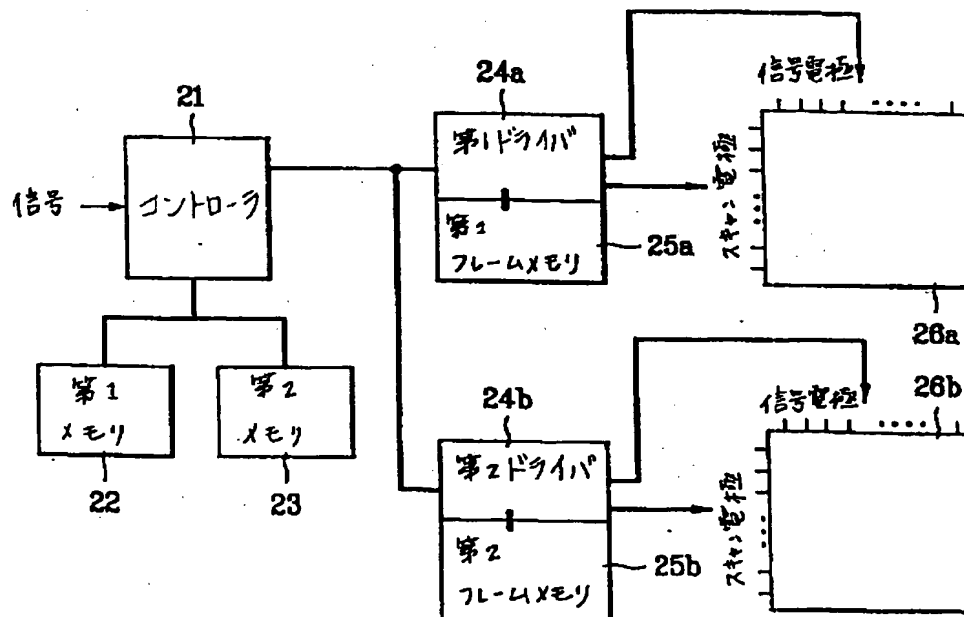 21
信号
コントローラ
第1
メモリ
22
第2
メモリ
23
24a
第1ドライバ
第1
フレームメモリ
25a
信号電極
スキャン電極
26a
24b
第2ドライバ
第2
フレームメモリ
25b
信号電極
スキャン電極
26b